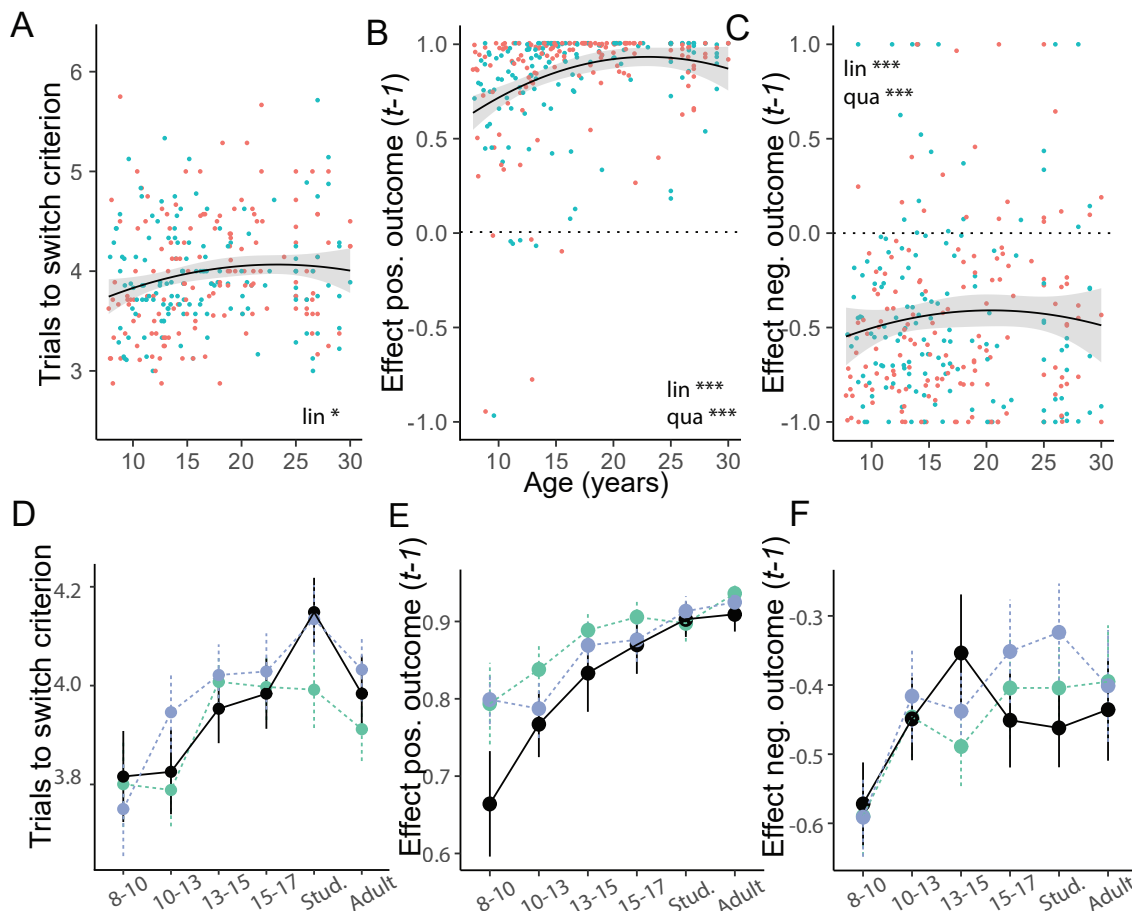 A
Trials to switch criterion
6
5
4
3
10 15 20 25 30
lin *
B
Effect pos. outcome (t-1)
1.0
0.5
0.0
-0.5
-1.0
10 15 20 25 30
lin ***
qua ***
Age (years)
C
Effect neg. outcome (t-1)
1.0
0.5
0.0
-0.5
-1.0
10 15 20 25 30
lin ***
qua ***
D
Trials to switch criterion
4.2
4.0
3.8
8-10 10-13 13-15 15-17 Stud. Adult
E
Effect pos. outcome (t-1)
0.9
0.8
0.7
0.6
8-10 10-13 13-15 15-17 Stud. Adult
F
Effect neg. outcome (t-1)
-0.3
-0.4
-0.5
-0.6
8-10 10-13 13-15 15-17 Stud. Adult